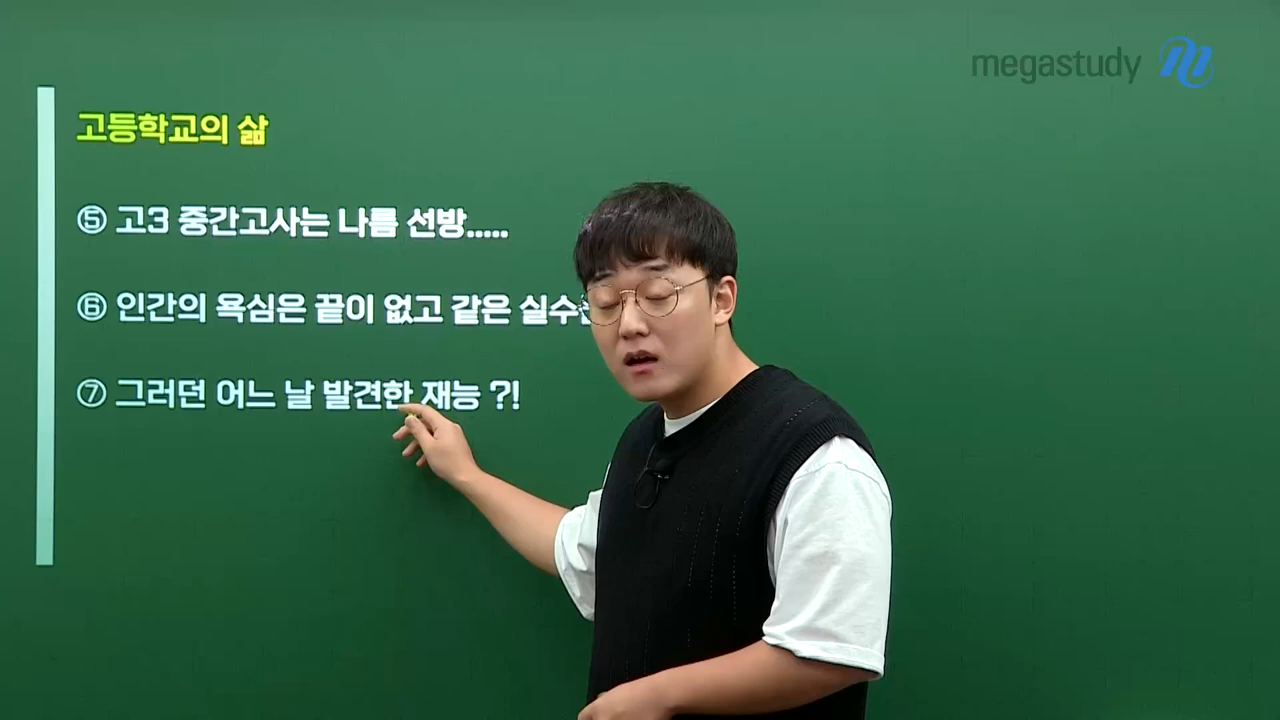 megastudy
고등학교의 삶
⑤ 고3 중간고사는 나름 선방.....
⑥ 인간의 욕심은 끝이 없고 같은
⑦ 그러던 어느 날 발견한 재능 ?!